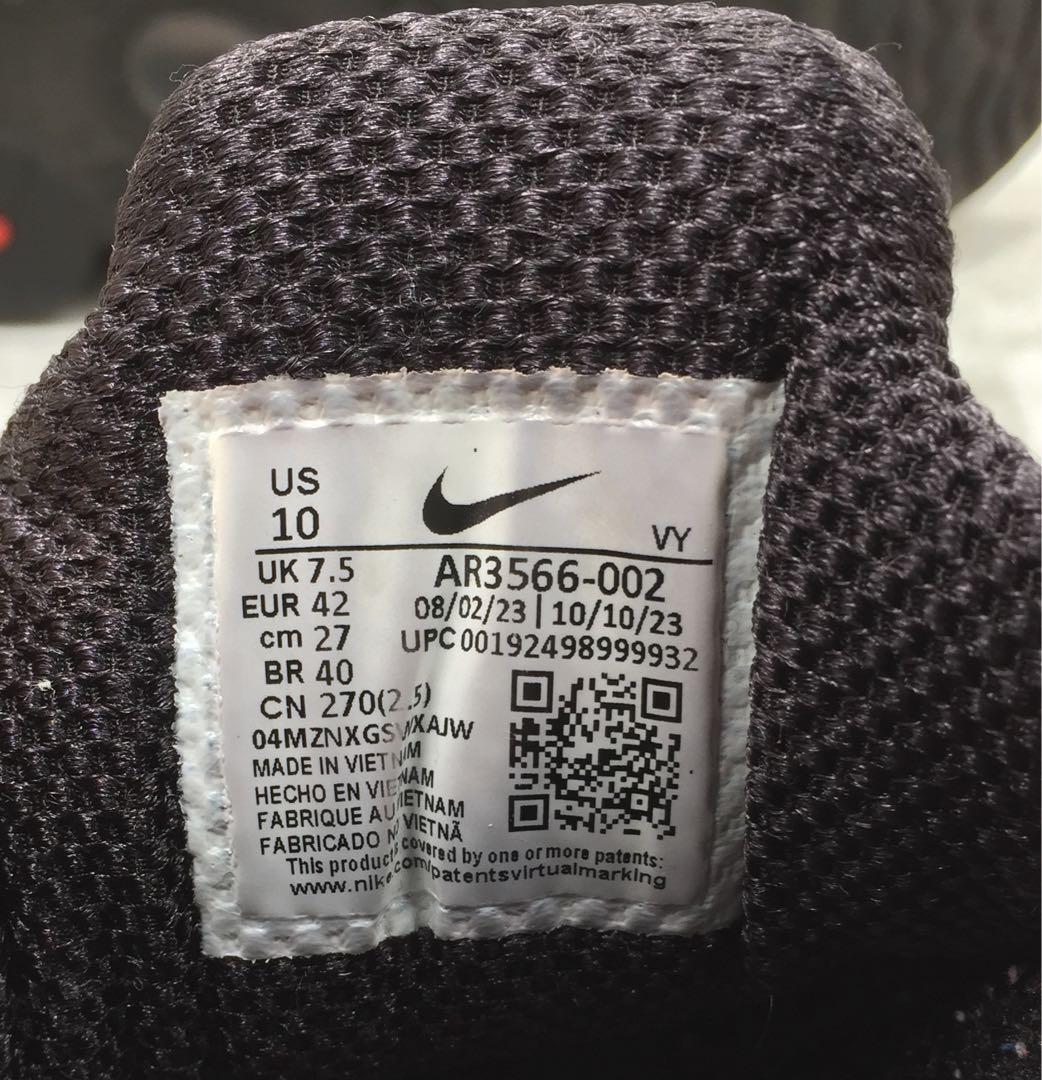 US
10
VY
UK 7.5
AR3566-002
EUR 42
08/02/23 | 10/10/23
cm 27
UPC 00192498999932
BR 40
CN 270(2.5)
MADE IN VIETNAM
HECHO EN VIETNAM
FABRIQUE AU VIETNAM
FABRICADO NO VIETNÃ
This product covered by one or more patents:
www.nike.com/patentsvirtualmarking